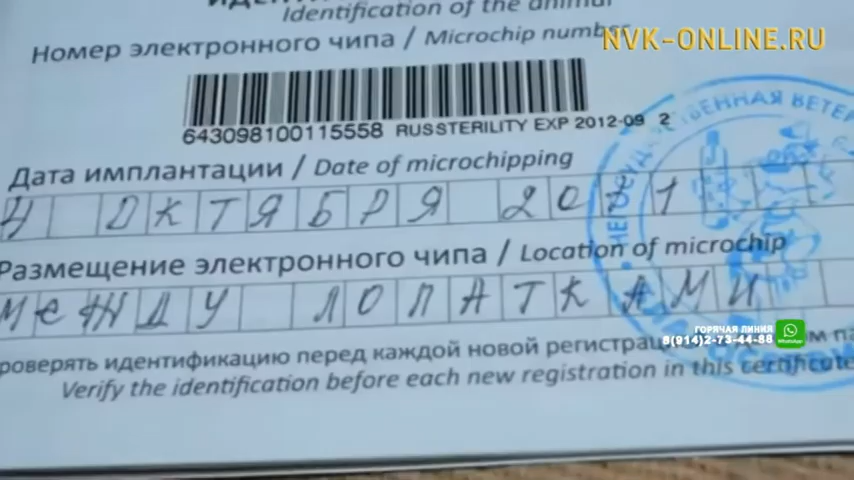 Identification of the animal
Номер электронного чипа / Microchip number
NVK-ONLINE.RU
643098100115558 RUSSTERILITY EXP 2012-09 2
Дата имплантации / Date of microchipping
4 ОКТЯБРЯ 2011
Размещение электронного чипа / Location of microchip
МЕЖДУ ЛОПАТКАМИ
ГОРЯЧАЯ ЛИНИЯ
8(914)2-73-44-88
WhatsApp
роверять идентификацию перед каждой новой регистрац
Verify the identification before each new registration in this certificate